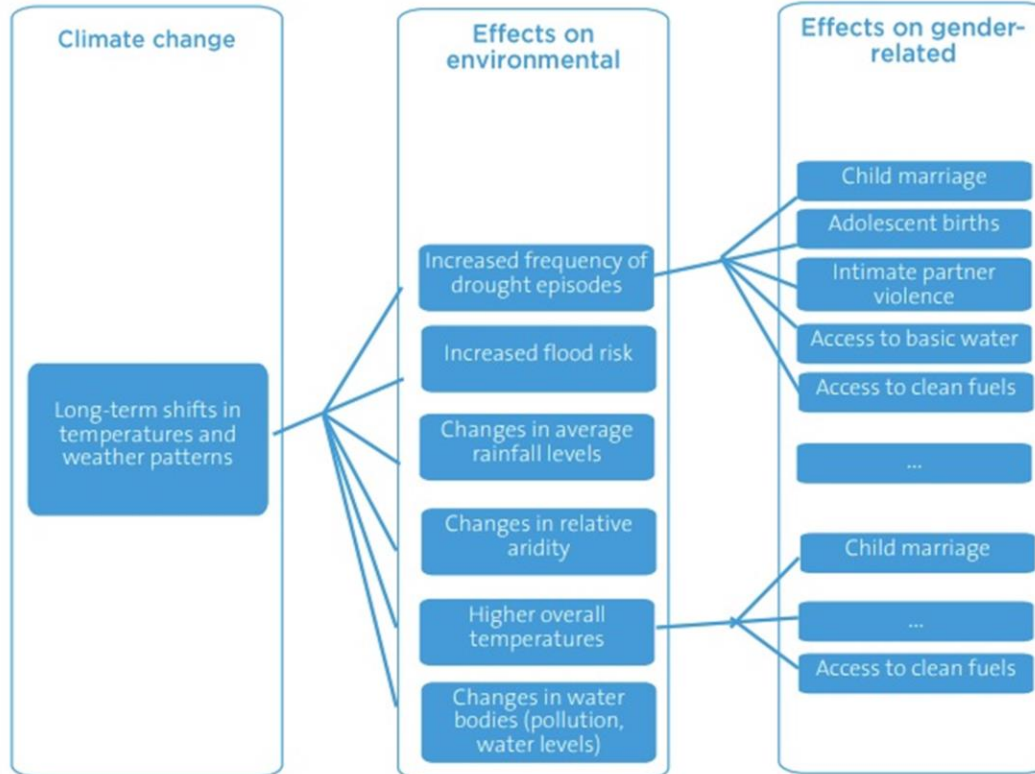 Climate change
Long-term shifts in
temperatures and
weather patterns
Effects on
environmental
Increased frequency of
drought episodes
Increased flood risk
Changes in average
rainfall levels
Changes in relative
aridity
Higher overall
temperatures
Changes in water
bodies (pollution,
water levels)
Effects on gender-
related
Child marriage
Adolescent births
Intimate partner
violence
Access to basic water
Access to clean fuels
...
Child marriage
...
Access to clean fuels